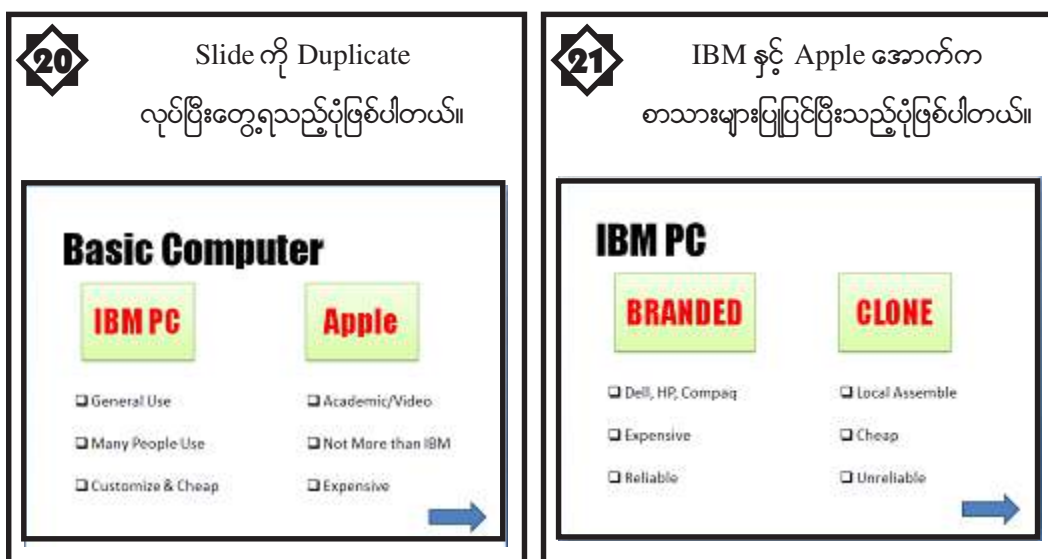 20
Slide ကို Duplicate
လုပ်ပြီးတွေ့ရသည့်ပုံဖြစ်ပါတယ်။
Basic Computer
IBM PC
Apple
❑ General Use
❑ Academic/Video
❑ Many People Use
❑ Not More than IBM
❑ Customize & Cheap
❑ Expensive
21
IBM နှင့် Apple အောက်က
စာသားများပြုပြင်ပြီးသည့်ပုံဖြစ်ပါတယ်။
IBM PC
BRANDED
CLONE
❑ Dell, HP, Compaq
❑ Local Assemble
❑ Expensive
❑ Cheap
❑ Reliable
❑ Unreliable